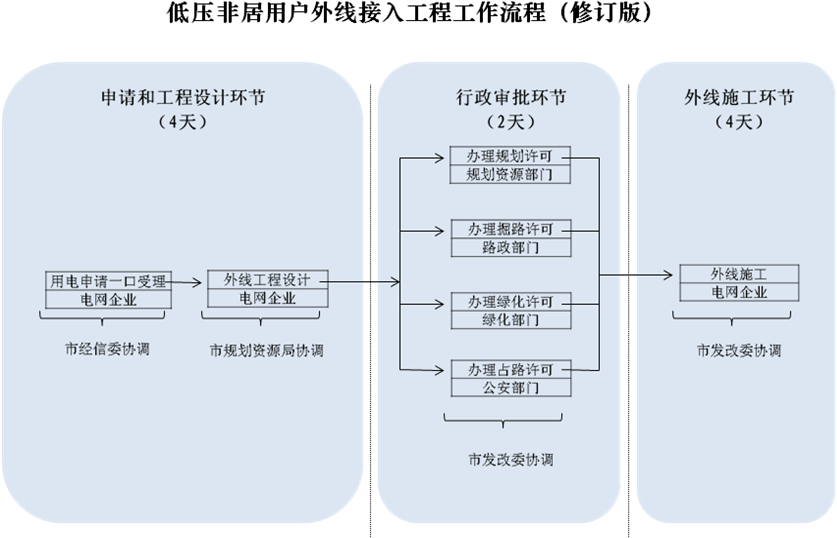 低压非居用户外线接入工程工作流程（修订版）
申请和工程设计环节
（4天）
用电申请一口受理
电网企业
市经信委协调
外线工程设计
电网企业
市规划资源局协调
行政审批环节
（2天）
办理规划许可
规划资源部门
办理掘路许可
路政部门
办理绿化许可
绿化部门
办理占路许可
公安部门
市发改委协调
外线施工环节
（4天）
外线施工
电网企业
市发改委协调